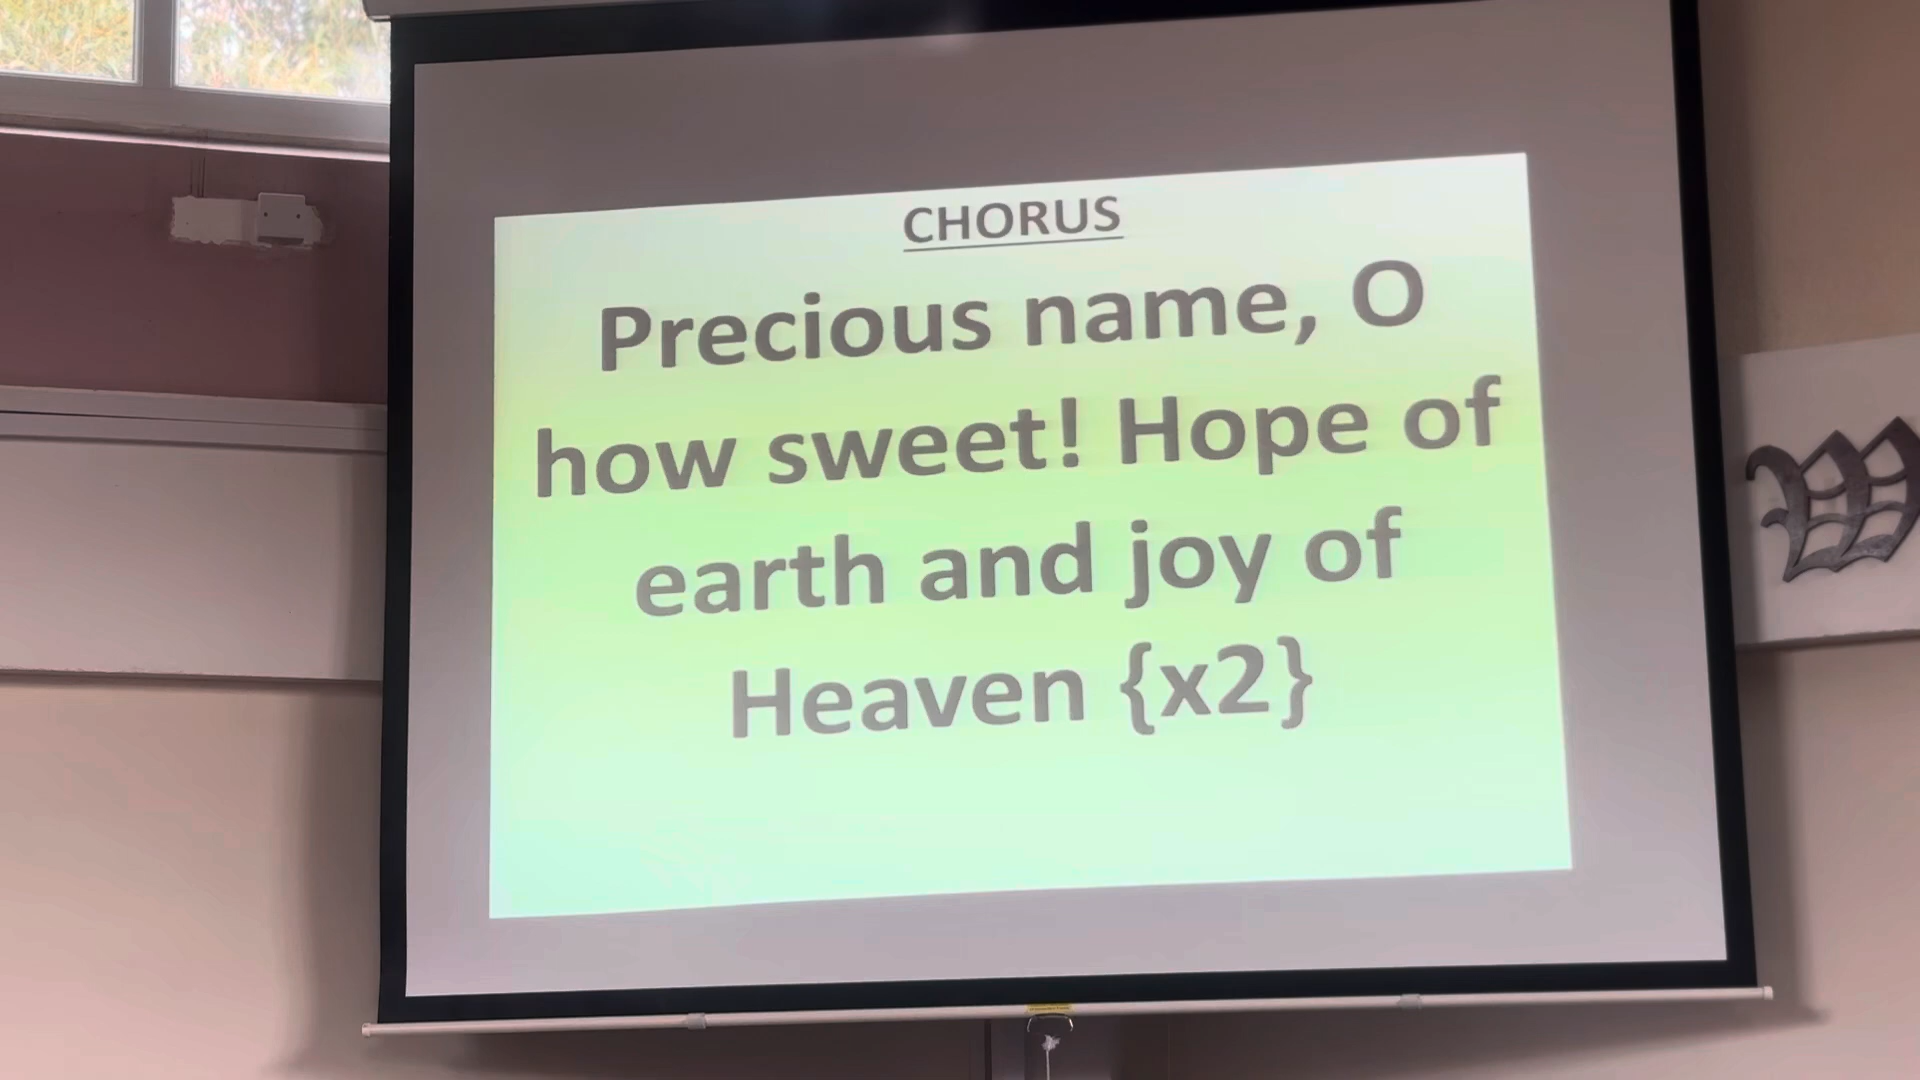 CHORUS
Precious name, O
how sweet! Hope of
earth and joy of
Heaven {x2}
W